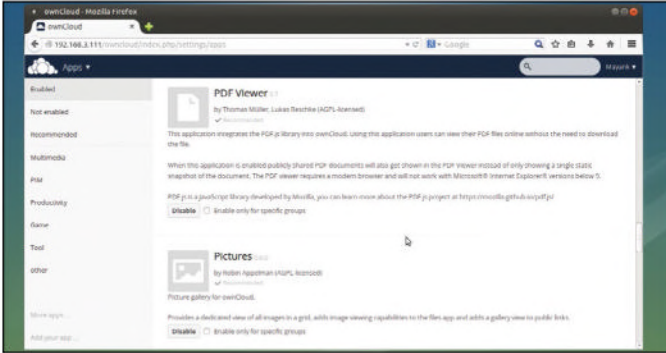 ownCloud - Mozilla Firefox
ownCloud
192.168.3.111/owncloud/index.php/settings/apps
Google
Apps
Mayank
Enabled
Not enabled
Recommended
Multimedia
PIM
Productivity
Game
Tool
other
More apps...
Add your app ...
PDF Viewer
by Thomas Müller, Lukas Reschke (AGPL-licensed)
Recommended
This application integrates the PDF.js library into ownCloud. Using this application users can view their PDF files online without the need to download
the file.
When this application is enabled publicly shared PDF documents will also get shown in the PDF Viewer instead of only showing a single static
snapshot of the document. The PDF viewer requires a modern browser and will not work with Microsoft® Internet Explorer® versions below 9.
PDF.js is a JavaScript library developed by Mozilla, you can learn more about the PDF.js project at https://mozilla.github.io/pdf.js/
Disable Enable only for specific groups
Pictures
by Robin Appelman (AGPL-licensed)
Recommended
Picture gallery for ownCloud.
Provides a dedicated view of all images in a grid, adds image viewing capabilities to the files app and adds a gallery view to public links
Disable Enable only for specific groups